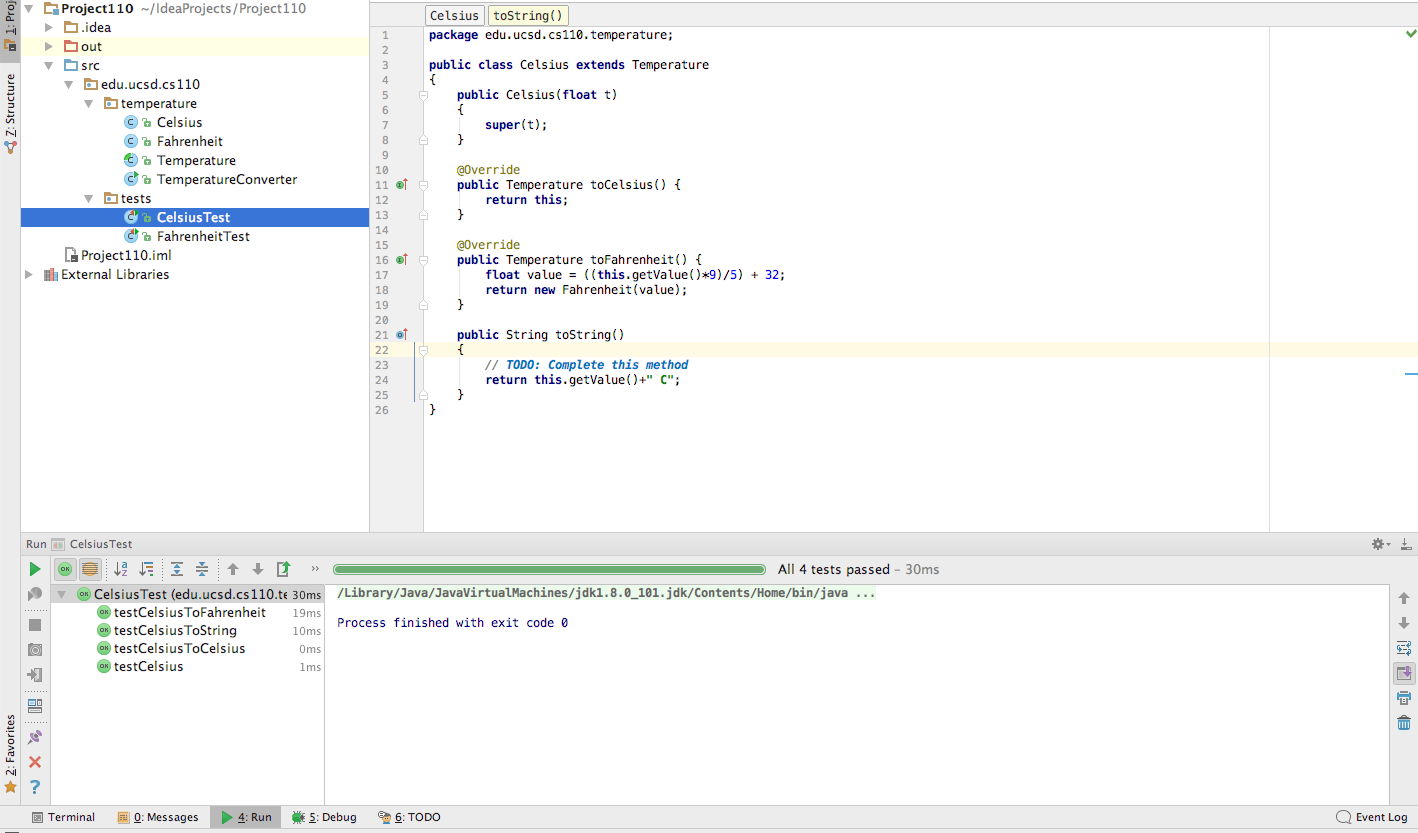 1: Proj
Project110 ~/IdeaProjects/Project110
.idea
out
src
edu.ucsd.cs110
temperature
Celsius
Fahrenheit
Temperature
TemperatureConverter
tests
CelsiusTest
FahrenheitTest
Project110.iml
External Libraries
Z: Structure
2: Favorites
Celsius toString()
1 package edu.ucsd.cs110.temperature;
2
3 public class Celsius extends Temperature
4 {
5 public Celsius(float t)
6 {
7 super(t);
8 }
9
10 @Override
11 public Temperature toCelsius() {
12 return this;
13 }
14
15 @Override
16 public Temperature toFahrenheit() {
17 float value = ((this.getValue()*9)/5) + 32;
18 return new Fahrenheit(value);
19 }
20
21 public String toString()
22 {
23 // TODO: Complete this method
24 return this.getValue()+" C";
25 }
26 }
Run CelsiusTest
All 4 tests passed – 30ms
CelsiusTest (edu.ucsd.cs110.te 30ms
testCelsiusToFahrenheit 19ms
testCelsiusToString 10ms
testCelsiusToCelsius 0ms
testCelsius 1ms
/Library/Java/JavaVirtualMachines/jdk1.8.0_101.jdk/Contents/Home/bin/java ...
Process finished with exit code 0
Terminal 0: Messages 4: Run 5: Debug 6: TODO Event Log